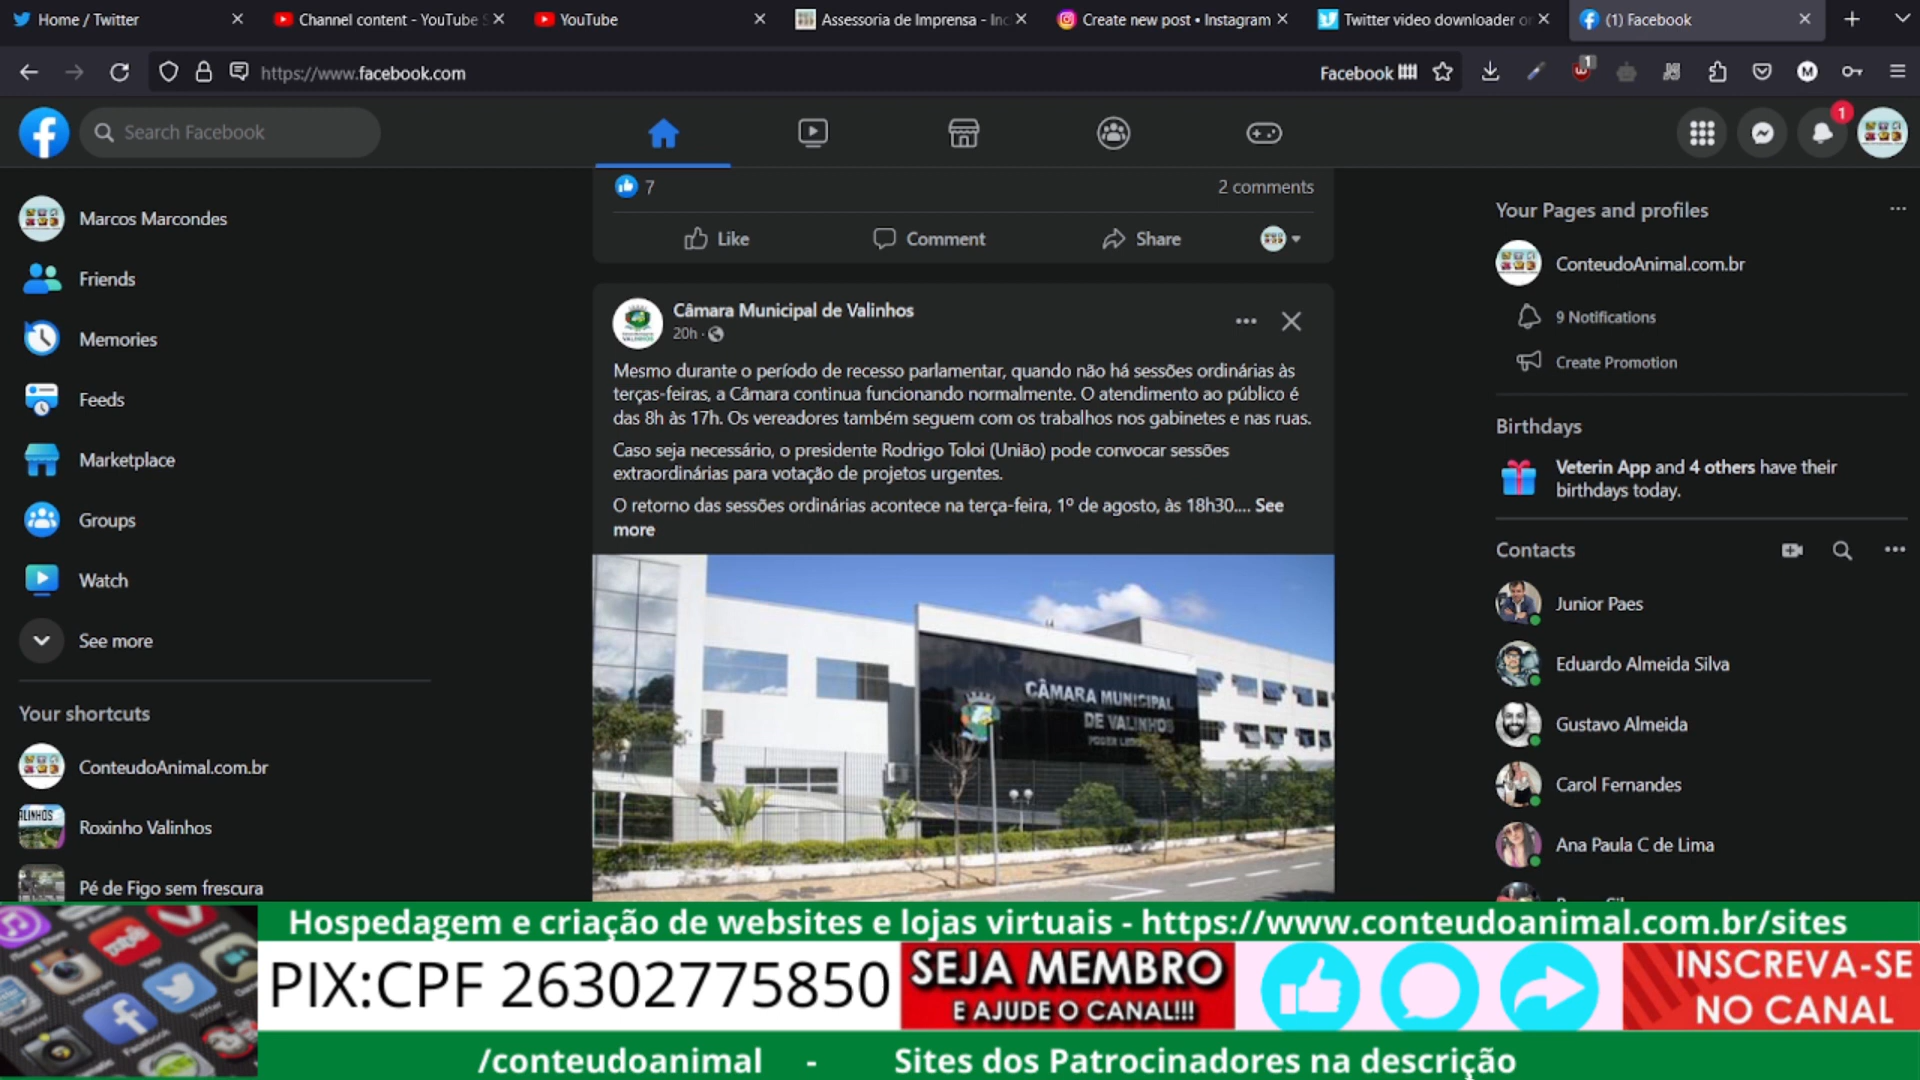 Home / Twitter
Channel content - YouTube S
YouTube
Assessoria de Imprensa - Inc
Create new post • Instagram
Twitter video downloader on
(1) Facebook
https://www.facebook.com
Facebook
1
M
Search Facebook
1
Marcos Marcondes
Friends
Memories
Feeds
Marketplace
Groups
Watch
See more
Your shortcuts
ConteudoAnimal.com.br
Roxinho Valinhos
Pé de Figo sem frescura
7
2 comments
Like
Comment
Share
Câmara Municipal de Valinhos
20h ·
Mesmo durante o período de recesso parlamentar, quando não há sessões ordinárias às
terças-feiras, a Câmara continua funcionando normalmente. O atendimento ao público é
das 8h às 17h. Os vereadores também seguem com os trabalhos nos gabinetes e nas ruas.
Caso seja necessário, o presidente Rodrigo Toloi (União) pode convocar sessões
extraordinárias para votação de projetos urgentes.
O retorno das sessões ordinárias acontece na terça-feira, 1º de agosto, às 18h30.... See
more
CÂMARA MUNICIPAL
DE VALINHOS
Your Pages and profiles
ConteudoAnimal.com.br
9 Notifications
Create Promotion
Birthdays
Veterin App and 4 others have their
birthdays today.
Contacts
Junior Paes
Eduardo Almeida Silva
Gustavo Almeida
Carol Fernandes
Ana Paula C de Lima
Hospedagem e criação de websites e lojas virtuais - https://www.conteudoanimal.com.br/sites
PIX:CPF 26302775850
SEJA MEMBRO
E AJUDE O CANAL!!!
INSCREVA-SE
NO CANAL
/conteudoanimal - Sites dos Patrocinadores na descrição